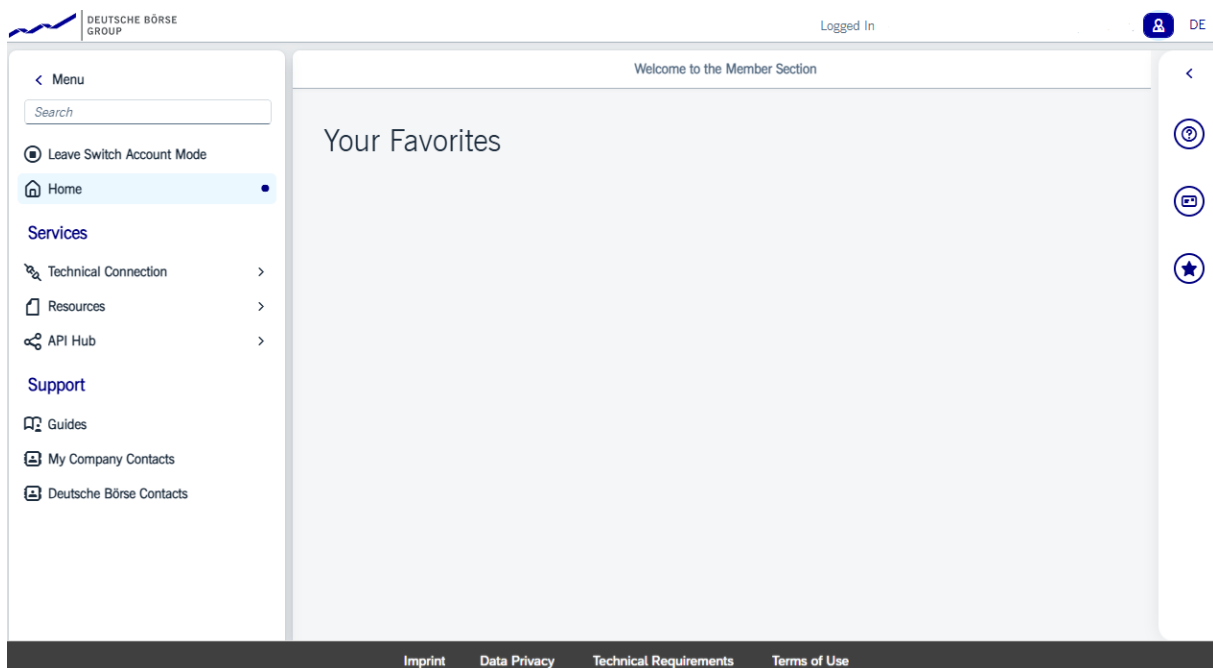 DEUTSCHE BÖRSE
GROUP
Logged In
DE
Menu
Search
Leave Switch Account Mode
Home
Services
Technical Connection
Resources
API Hub
Support
Guides
My Company Contacts
Deutsche Börse Contacts
Welcome to the Member Section
Your Favorites
Imprint Data Privacy Technical Requirements Terms of Use